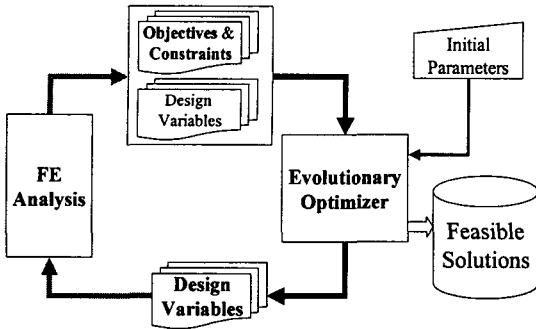 Objectives &
Constraints
Design
Variables
Initial
Parameters
FE
Analysis
Evolutionary
Optimizer
Feasible
Solutions
Design
Variables